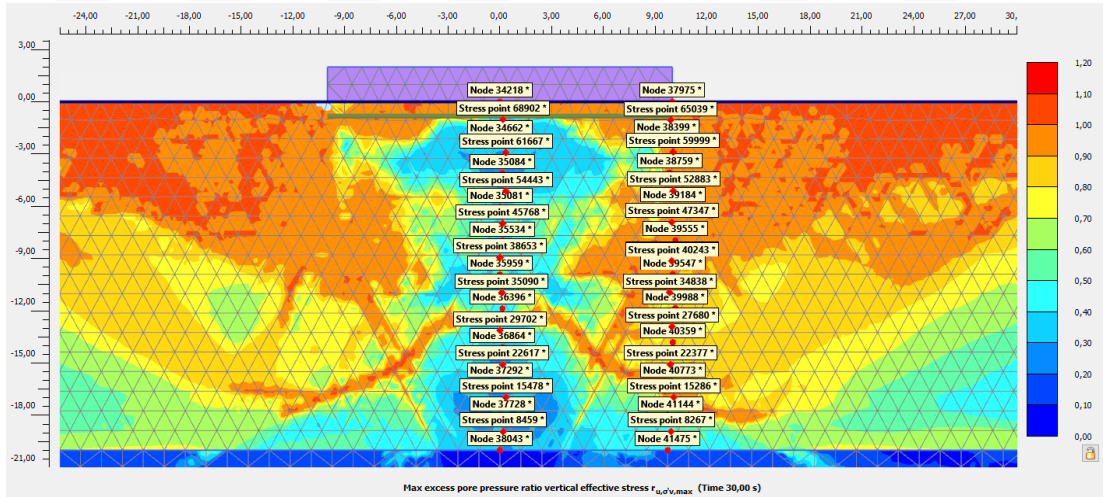 -24,00 -21,00 -18,00 -15,00 -12,00 -9,00 -6,00 -3,00 0,00 3,00 6,00 9,00 12,00 15,00 18,00 21,00 24,00 27,00 30,
3,00
0,00
-3,00
-6,00
-9,00
-12,00
-15,00
-18,00
-21,00
Node 34218 *
Stress point 68902 *
Node 34662 *
Stress point 61667 *
Node 35084 *
Stress point 54443 *
Node 35081 *
Stress point 45768 *
Node 35534 *
Stress point 38653 *
Node 35959 *
Stress point 35090 *
Node 36396 *
Stress point 29702 *
Node 36864 *
Stress point 22617 *
Node 37292 *
Stress point 15478 *
Node 37728 *
Stress point 8459 *
Node 38043 *
Node 37975 *
Stress point 65039 *
Node 38399 *
Stress point 59999 *
Node 38759 *
Stress point 52883 *
Node 39184 *
Stress point 47347 *
Node 39555 *
Stress point 40243 *
Node 39547 *
Stress point 34838 *
Node 39988 *
Stress point 27680 *
Node 40359 *
Stress point 22377 *
Node 40773 *
Stress point 15286 *
Node 41144 *
Stress point 8267 *
Node 41475 *
1,20
1,10
1,00
0,90
0,80
0,70
0,60
0,50
0,40
0,30
0,20
0,10
0,00
Max excess pore pressure ratio vertical effective stress r u,σ'v,max (Time 30,00 s)